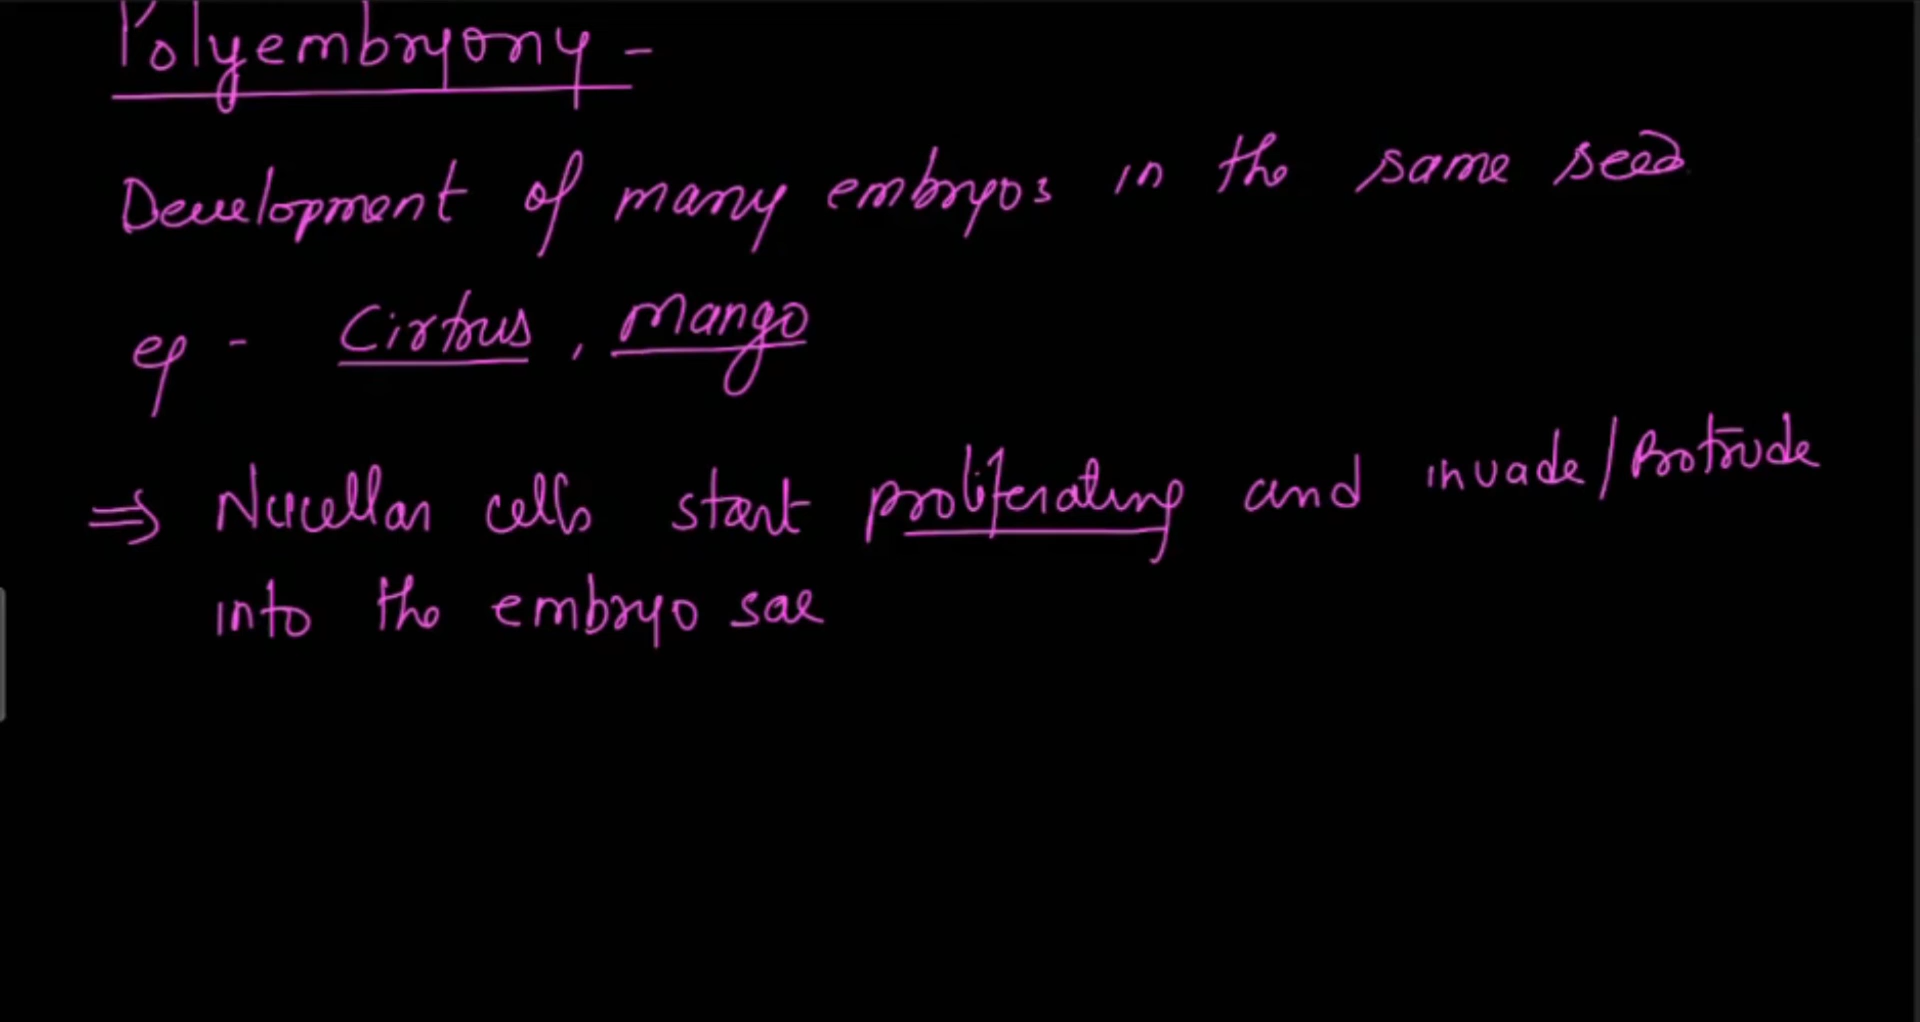 Polyembryony -
Development of many embryos in the same seed
eg - Cirtrus, Mango
⇒ Nucellar cells start proliferating and invade/Protrude
into the embryo sac